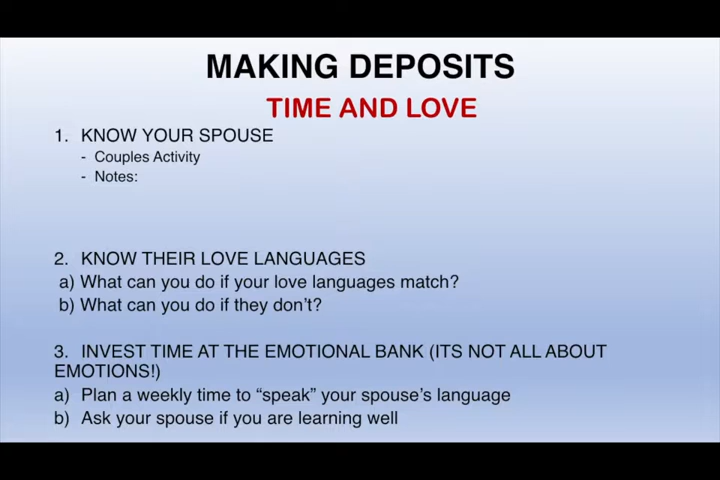 MAKING DEPOSITS
TIME AND LOVE
1. KNOW YOUR SPOUSE
- Couples Activity
- Notes:
2. KNOW THEIR LOVE LANGUAGES
a) What can you do if your love languages match?
b) What can you do if they don’t?
3. INVEST TIME AT THE EMOTIONAL BANK (ITS NOT ALL ABOUT
EMOTIONS!)
a) Plan a weekly time to “speak” your spouse’s language
b) Ask your spouse if you are learning well